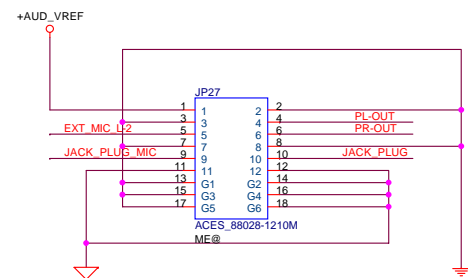 +AUD_VREF
JP27
1 1 2 2
3 3 4 4 PL-OUT
EXT_MIC_L-2 5 5 6 6 PR-OUT
7 7 8 8
JACK_PLUG_MIC 9 9 10 10 JACK_PLUG
11 11 12 12
13 G1 G2 14
15 G3 G4 16
17 G5 G6 18
ACES_88028-1210M
ME@